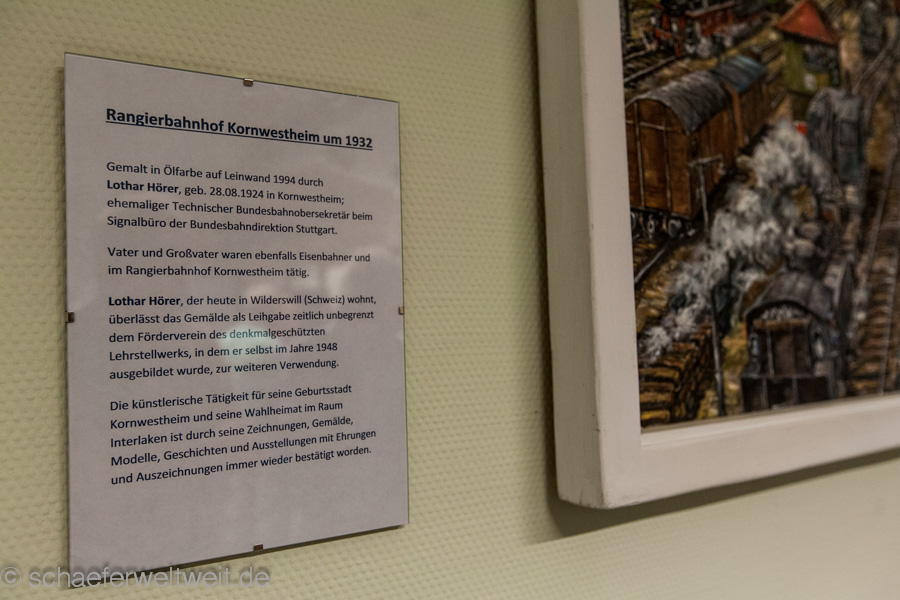 Rangierbahnhof Kornwestheim um 1932
Gemalt in Ölfarbe auf Leinwand 1994 durch
Lothar Hörer, geb. 28.08.1924 in Kornwestheim;
ehemaliger Technischer Bundesbahnobersekretär beim
Signalbüro der Bundesbahndirektion Stuttgart.
Vater und Großvater waren ebenfalls Eisenbahner und
im Rangierbahnhof Kornwestheim tätig.
Lothar Hörer, der heute in Wilderswill (Schweiz) wohnt,
überlässt das Gemälde als Leihgabe zeitlich unbegrenzt
dem Förderverein des denkmalgeschützten
Lehrstellwerks, in dem er selbst im Jahre 1948
ausgebildet wurde, zur weiteren Verwendung.
Die künstlerische Tätigkeit für seine Geburtsstadt
Kornwestheim und seine Wahlheimat im Raum
Interlaken ist durch seine Zeichnungen, Gemälde,
Modelle, Geschichten und Ausstellungen mit Ehrungen
und Auszeichnungen immer wieder bestätigt worden.
© schaeferweltweit.de